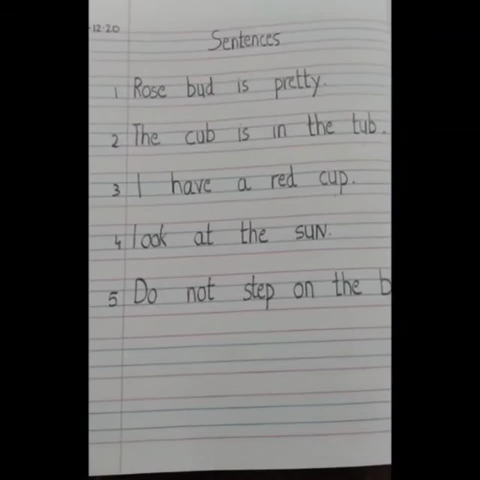 12.20
Sentences
1 Rose bud is pretty.
2 The cub is in the tub.
3 I have a red cup.
4 look at the sun.
5 Do not step on the